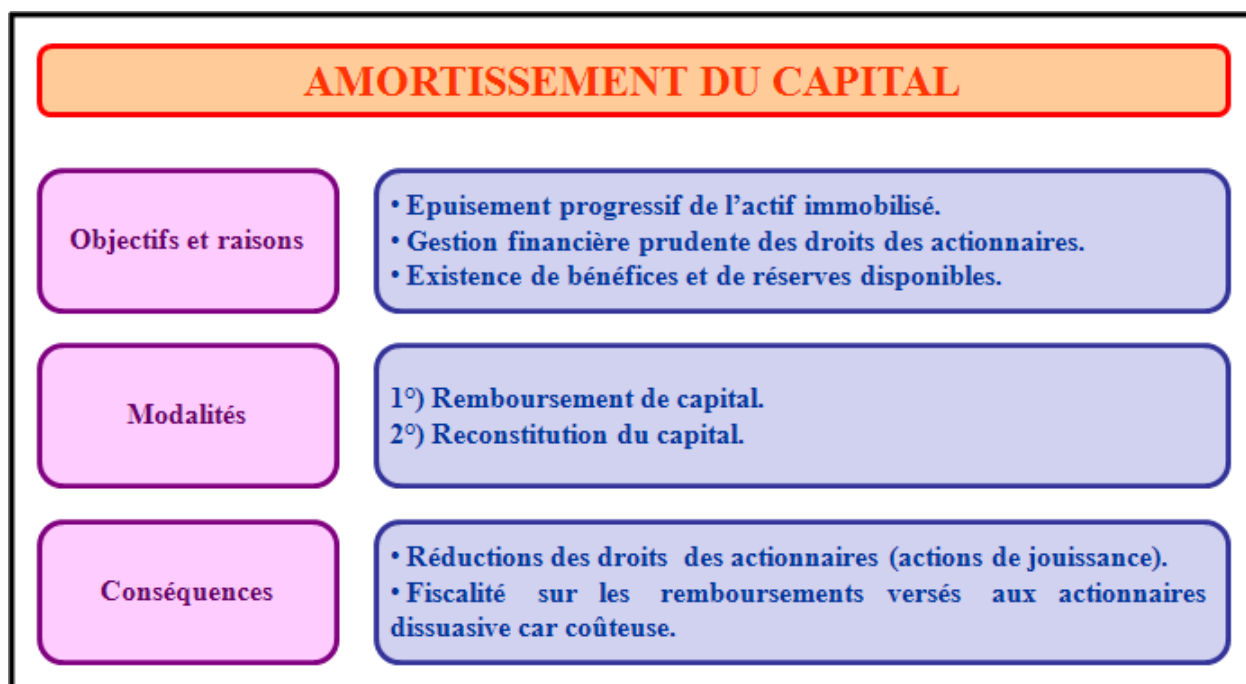 AMORTISSEMENT DU CAPITAL
Objectifs et raisons
• Epuisement progressif de l’actif immobilisé.
• Gestion financière prudente des droits des actionnaires.
• Existence de bénéfices et de réserves disponibles.
Modalités
1°) Remboursement de capital.
2°) Reconstitution du capital.
Conséquences
• Réductions des droits des actionnaires (actions de jouissance).
• Fiscalité sur les remboursements versés aux actionnaires
dissuasive car coûteuse.